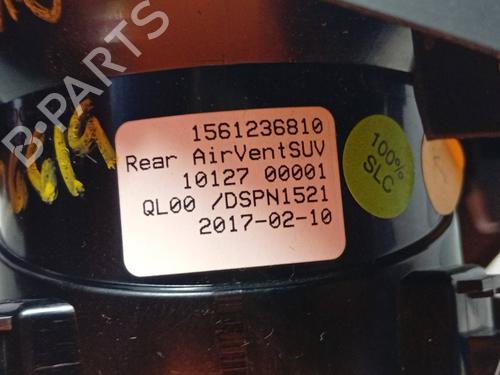 1561236810
Rear AirVentSUV
10127 00001
QL00 /DSPN1521
2017-02-10
100%
SLC
B-PARTS